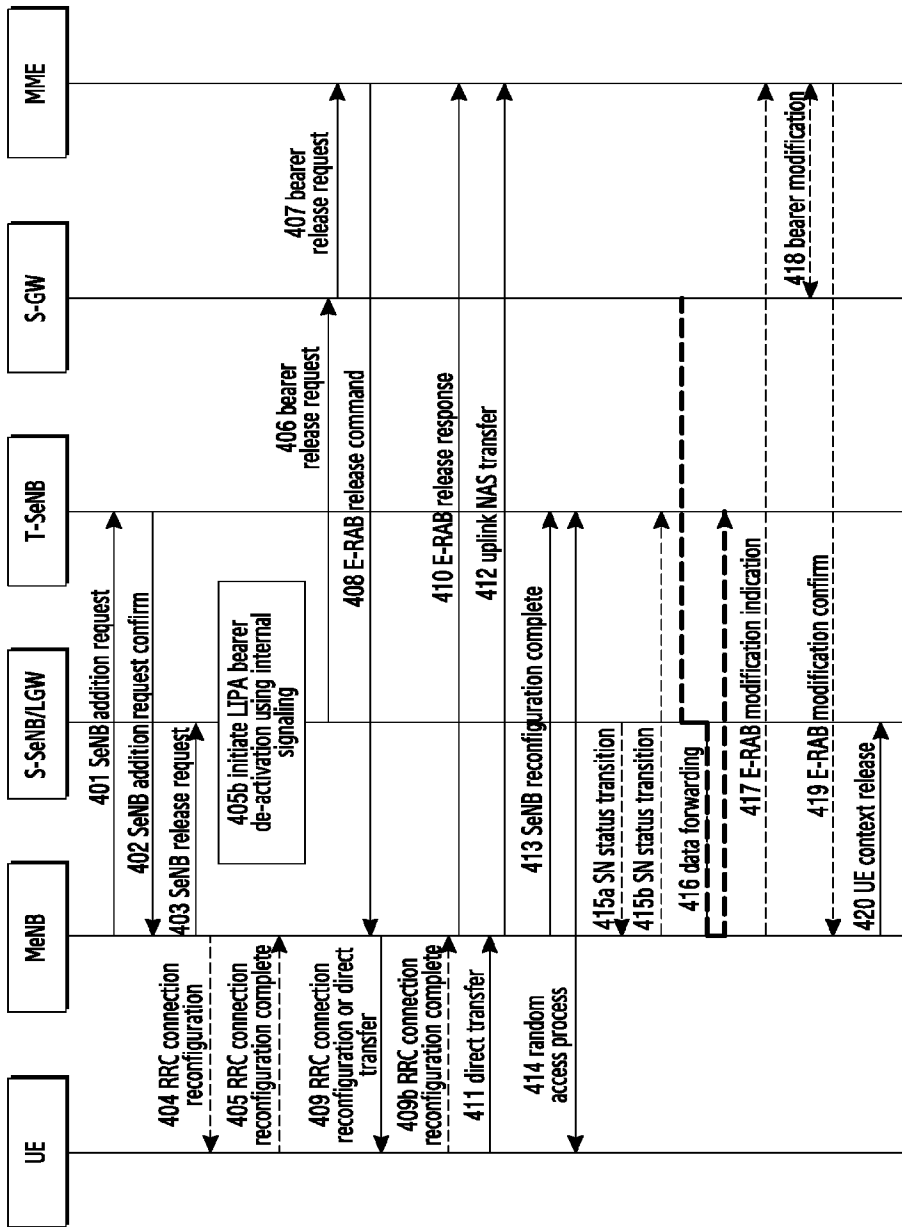 UE
MeNB
S-SeNB/LGW
T-SeNB
S-GW
MME
401 SeNB addition request
402 SeNB addition request confirm
403 SeNB release request
404 RRC connection
reconfiguration
405 RRC connection
reconfiguration complete
405b initiate LIPA bearer
de-activation using internal
signaling
406 bearer
release request
407 bearer
release request
408 E-RAB release command
409 RRC connection
reconfiguration or direct
transfer
409b RRC connection
reconfiguration complete
410 E-RAB release response
411 direct transfer
412 uplink NAS transfer
413 SeNB reconfiguration complete
414 random
access process
415a SN status transition
415b SN status transition
416 data forwarding
417 E-RAB modification indication
418 bearer modification
419 E-RAB modification confirm
420 UE context release